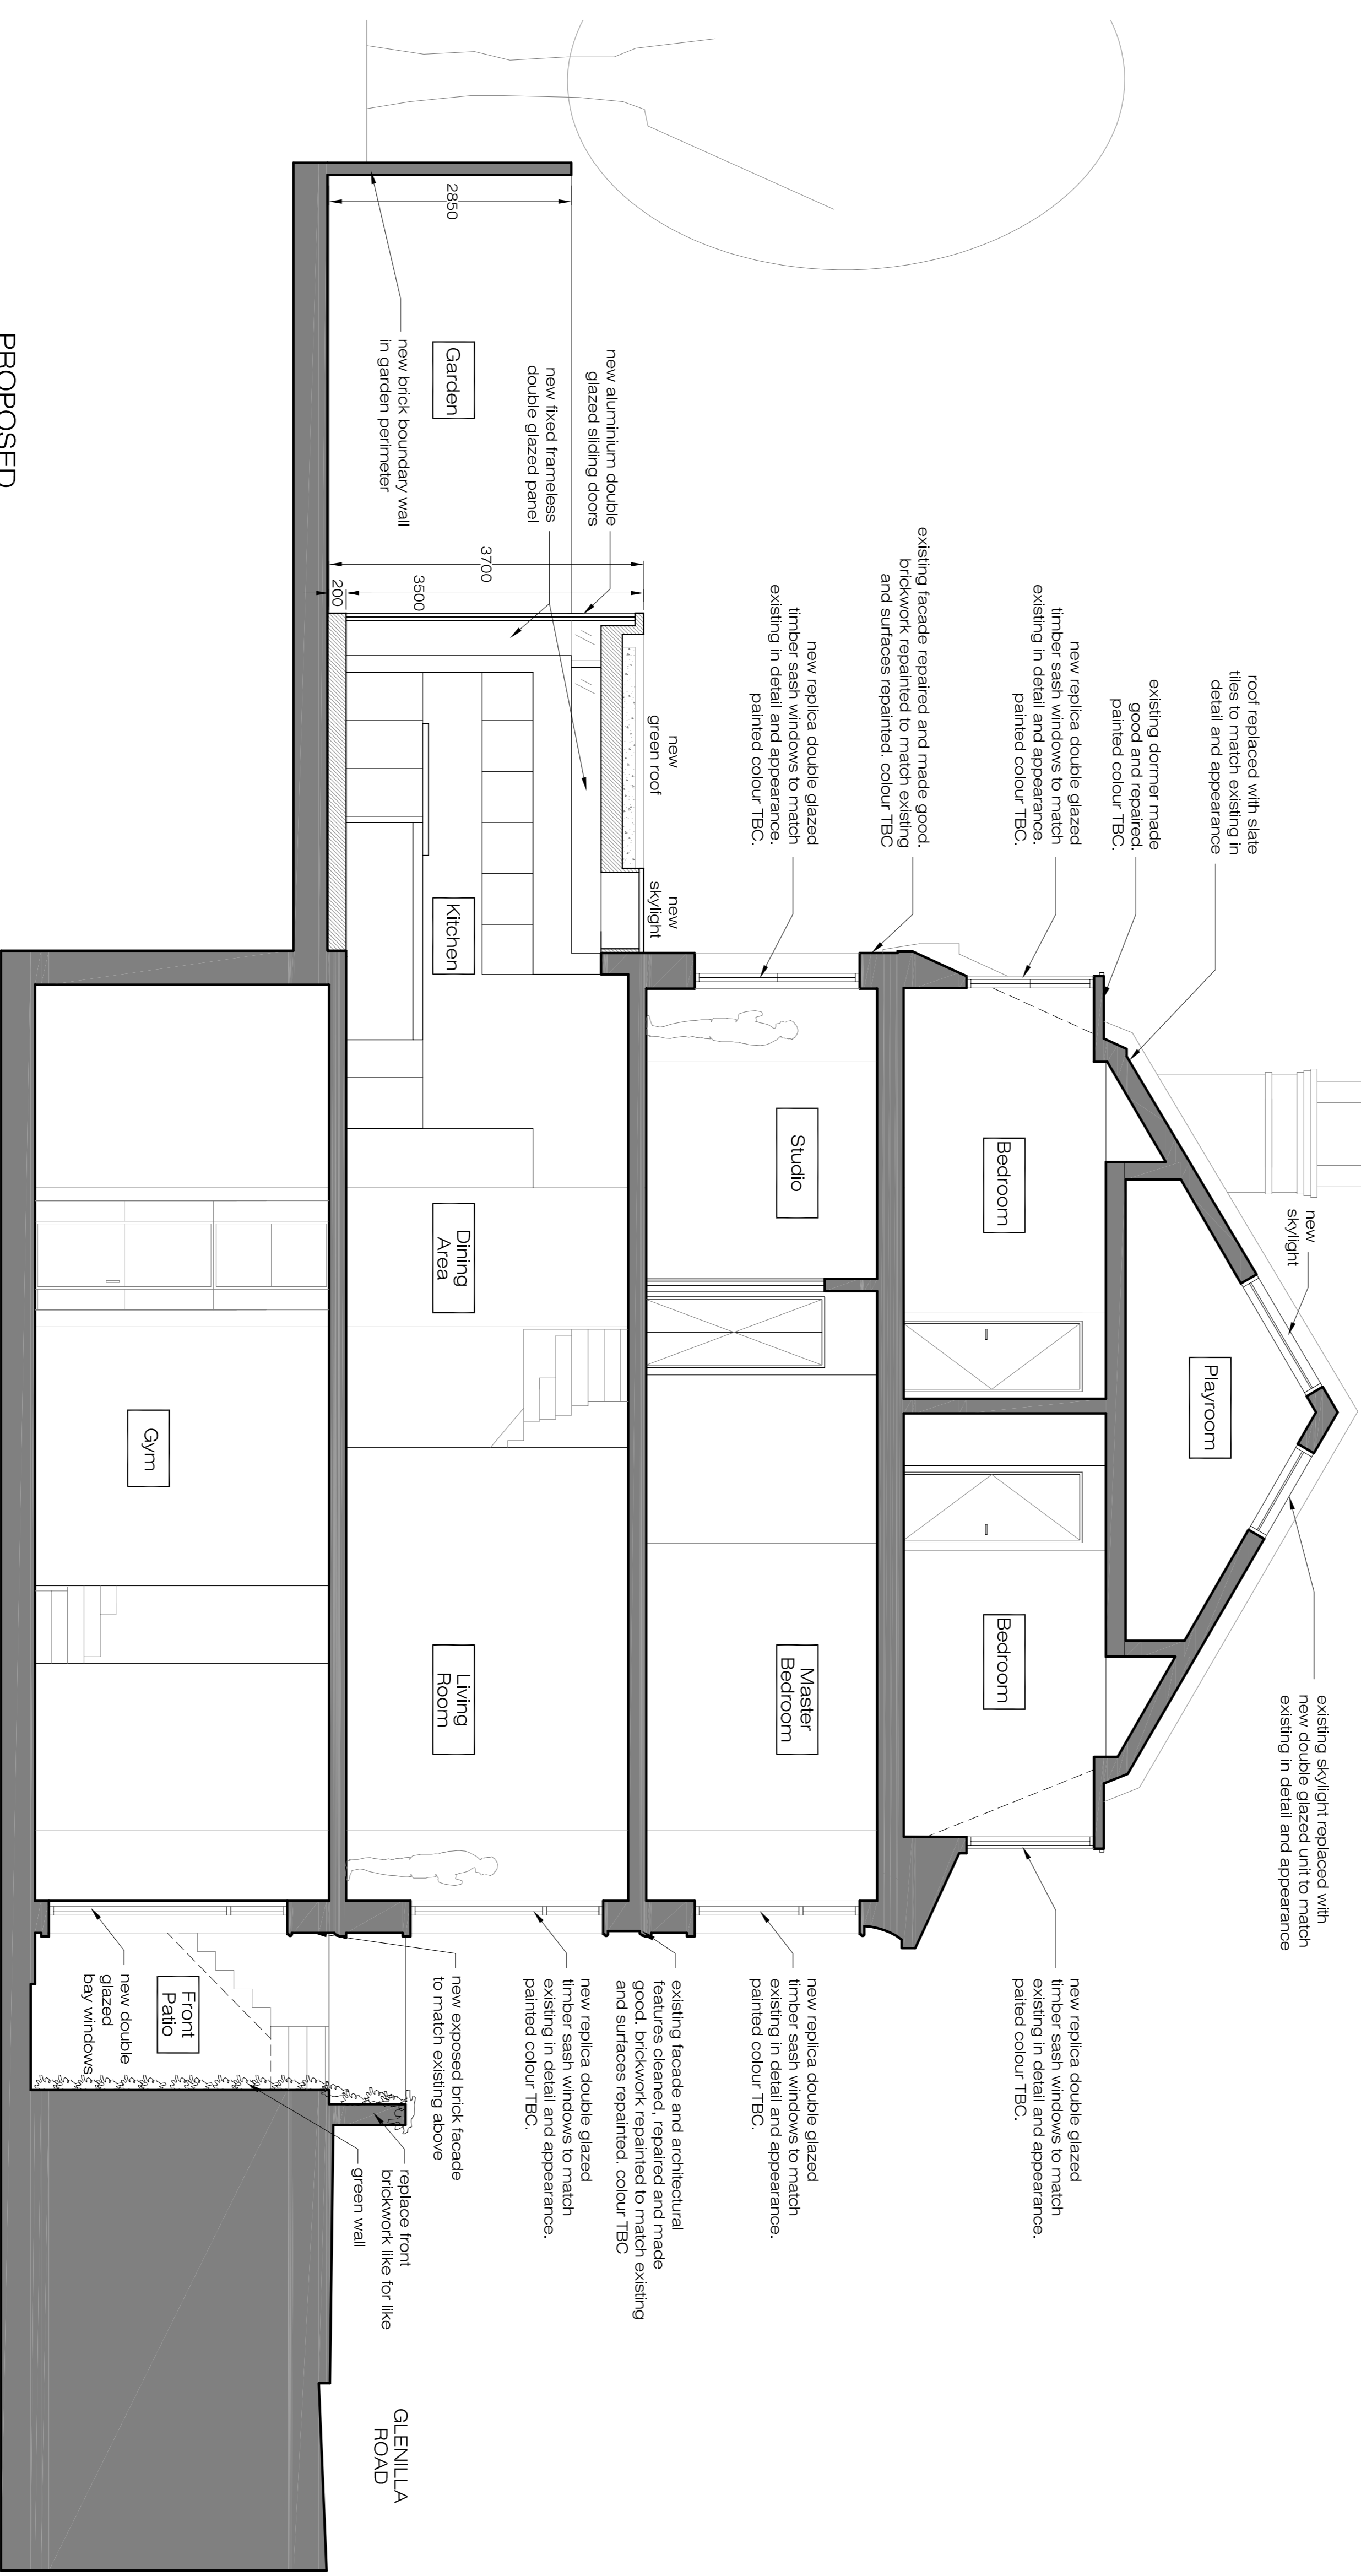 roof replaced with slate
tiles to match existing in
detail and appearance
existing dormer made
good and repaired.
painted colour TBC.
new replica double glazed
timber sash windows to match
existing in detail and appearance.
painted colour TBC.
existing facade repaired and made good.
brickwork repainted to match existing
and surfaces repainted. colour TBC
new replica double glazed
timber sash windows to match
existing in detail and appearance.
painted colour TBC.
new aluminium double
glazed sliding doors
new fixed frameless
double glazed panel
new brick boundary wall
in garden perimeter
2850
3700
3500
200
Garden
new
green roof
new
skylight
new
skylight
existing skylight replaced with
new double glazed unit to match
existing in detail and appearance
Playroom
Bedroom
Bedroom
Studio
Master
Bedroom
Kitchen
Dining
Area
Living
Room
Gym
Front
Patio
new replica double glazed
timber sash windows to match
existing in detail and appearance.
paited colour TBC.
new replica double glazed
timber sash windows to match
existing in detail and appearance.
painted colour TBC.
existing facade and architectural
features cleaned, repaired and made
good. brickwork repainted to match existing
and surfaces repainted. colour TBC
new replica double glazed
timber sash windows to match
existing in detail and appearance.
painted colour TBC.
new exposed brick facade
to match existing above
replace front
brickwork like for like
green wall
new double
glazed
bay windows
GLENILLA
ROAD
PROPOSED